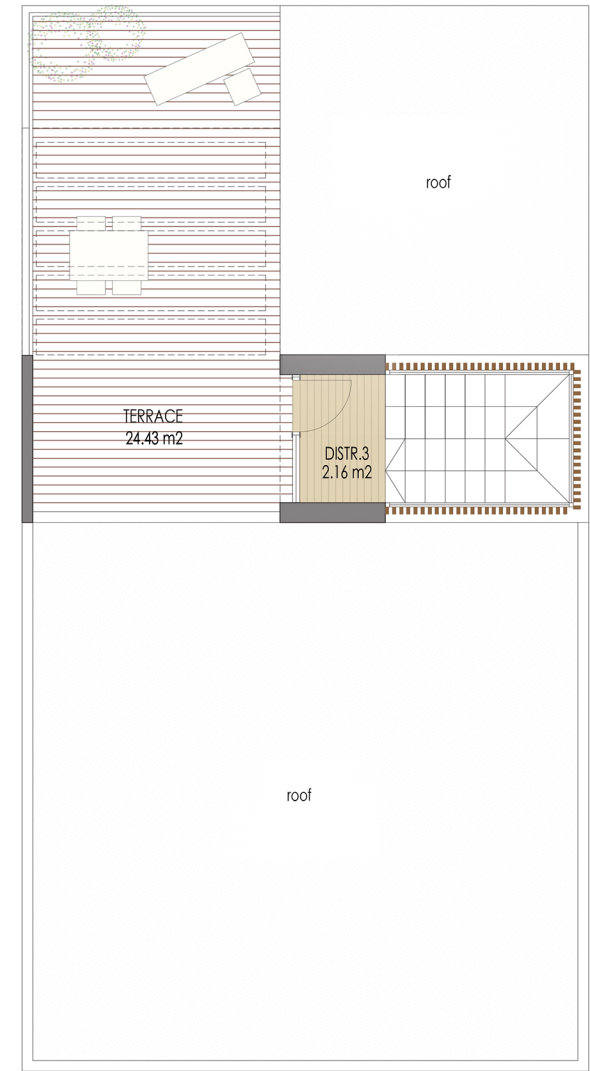 roof
TERRACE
24.43 m2
DISTR.3
2.16 m2
roof